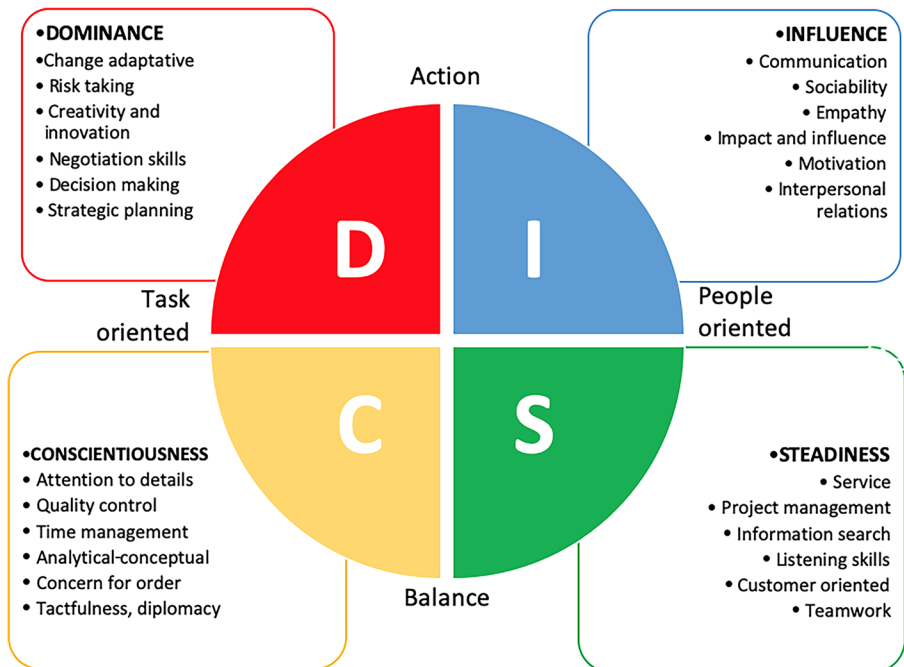 •DOMINANCE
•Change adaptative
• Risk taking
• Creativity and
innovation
• Negotiation skills
• Decision making
• Strategic planning
Action
•INFLUENCE
• Communication
• Sociability
• Empathy
• Impact and influence
• Motivation
• Interpersonal
relations
D
I
Task
oriented
People
oriented
C
S
•CONSCIENTIOUSNESS
• Attention to details
• Quality control
• Time management
• Analytical-conceptual
• Concern for order
• Tactfulness, diplomacy
Balance
•STEADINESS
• Service
• Project management
• Information search
• Listening skills
• Customer oriented
• Teamwork